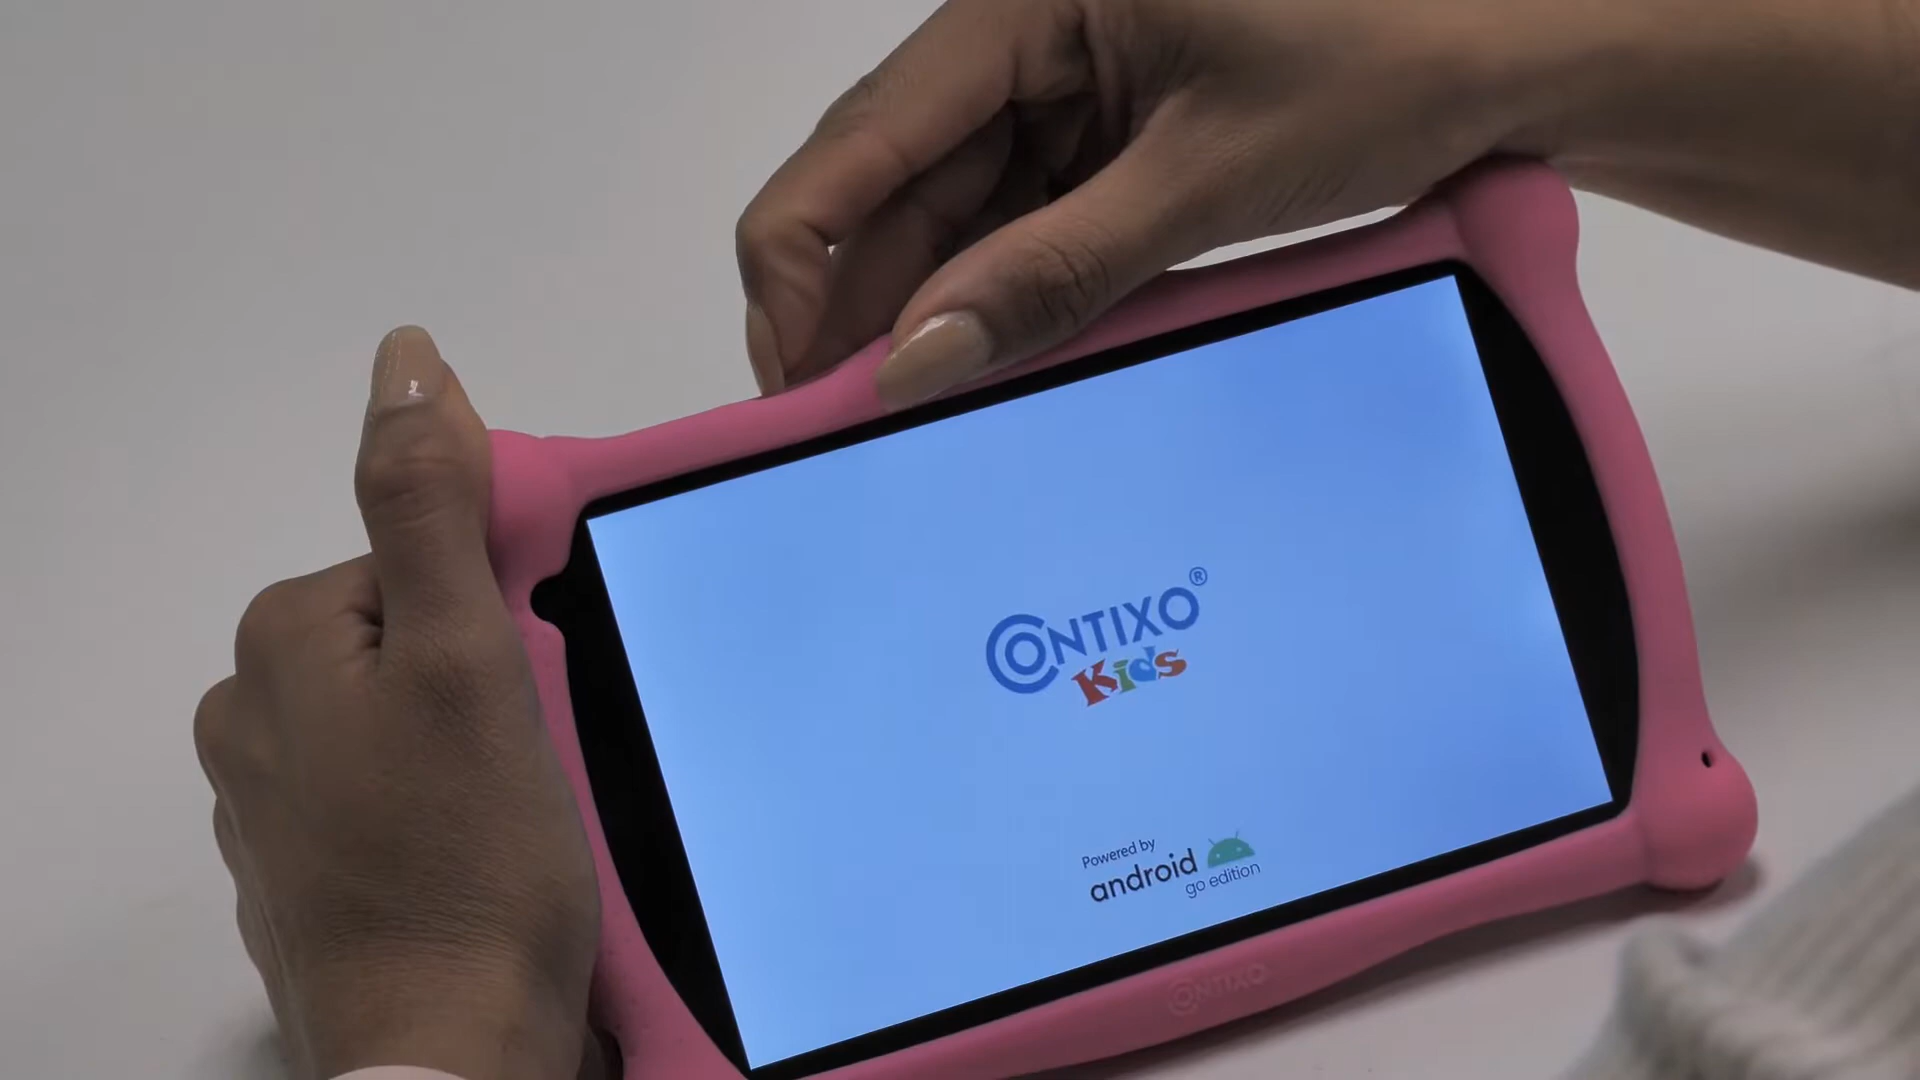 CONTIXO®
Kids
Powered by
android
go edition
CONTIXO